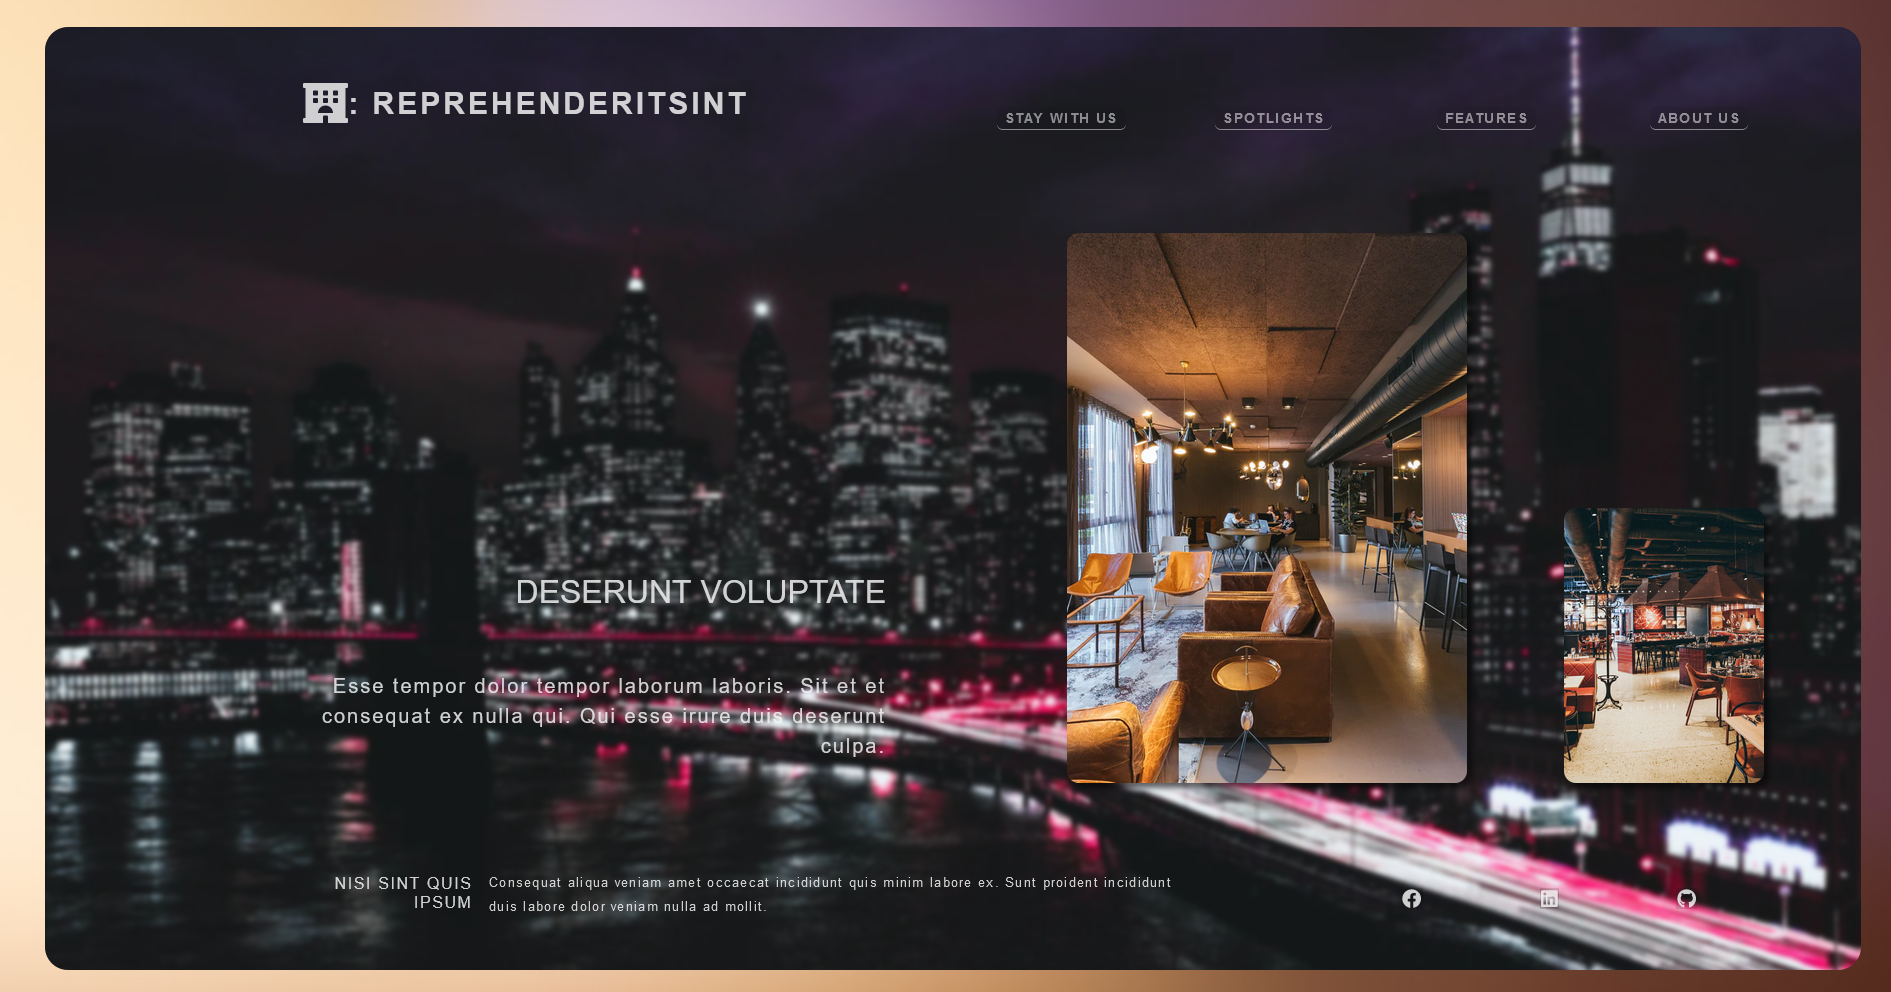 : REPREHENDERITSINT
STAY WITH US
SPOTLIGHTS
FEATURES
ABOUT US
DESERUNT VOLUPTATE
Esse tempor dolor tempor laborum laboris. Sit et et
consequat ex nulla qui. Qui esse irure duis deserunt
culpa.
NISI SINT QUIS
IPSUM
Consequat aliqua veniam amet occaecat incididunt quis minim labore ex. Sunt proident incididunt
duis labore dolor veniam nulla ad mollit.